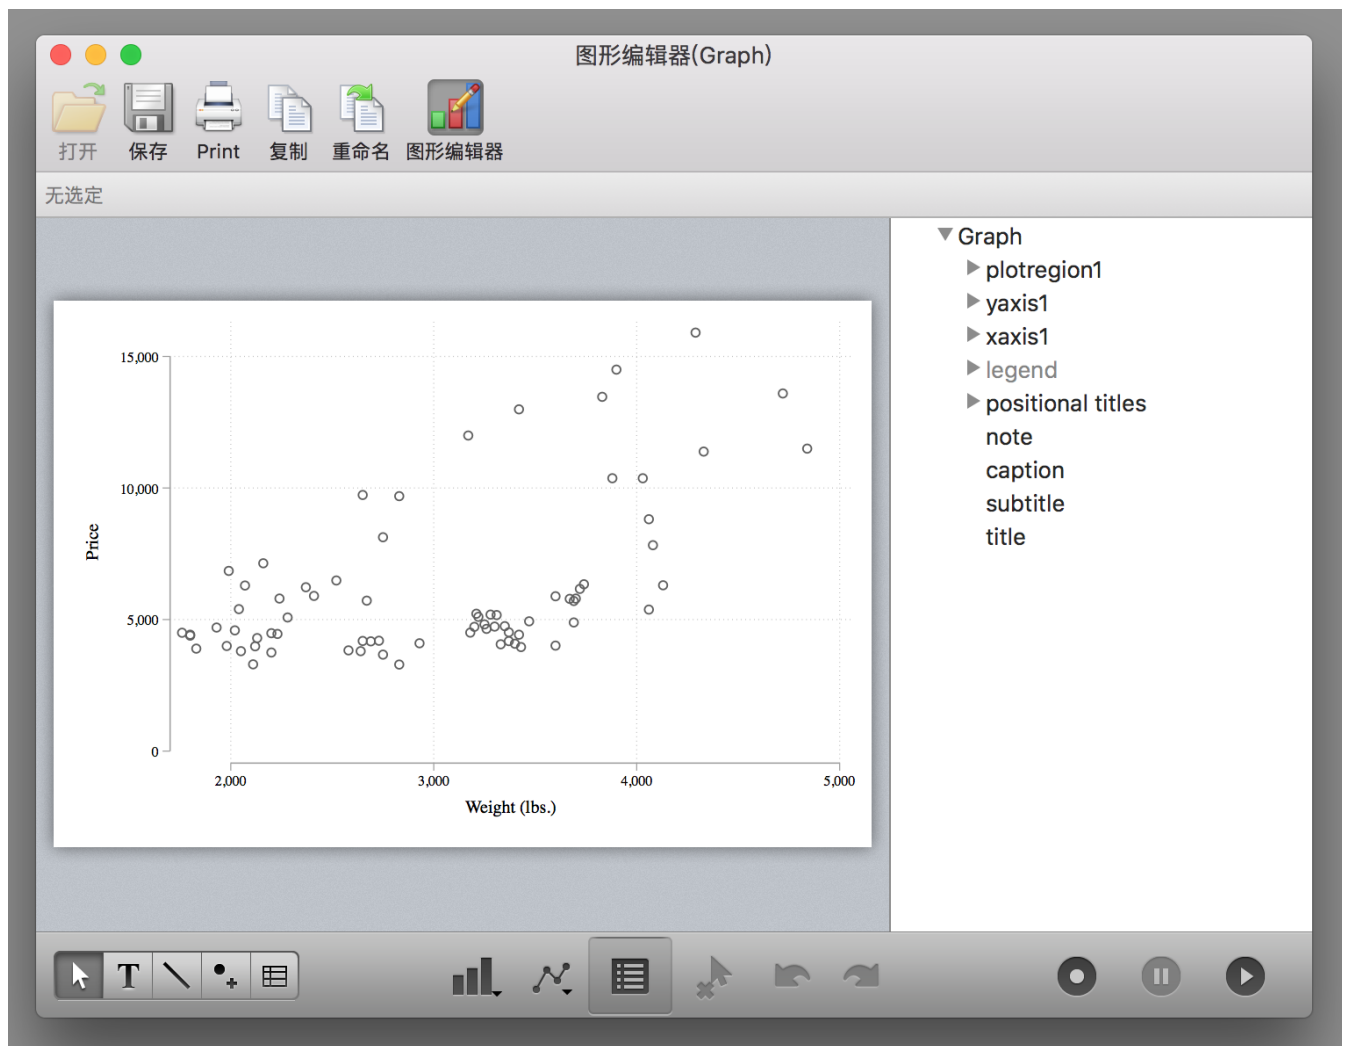 图形编辑器(Graph)
打开 保存 Print 复制 重命名 图形编辑器
无选定
Graph
plotregion1
yaxis1
xaxis1
legend
positional titles
note
caption
subtitle
title
15,000
10,000
Price
5,000
0
2,000 3,000 4,000 5,000
Weight (lbs.)
T